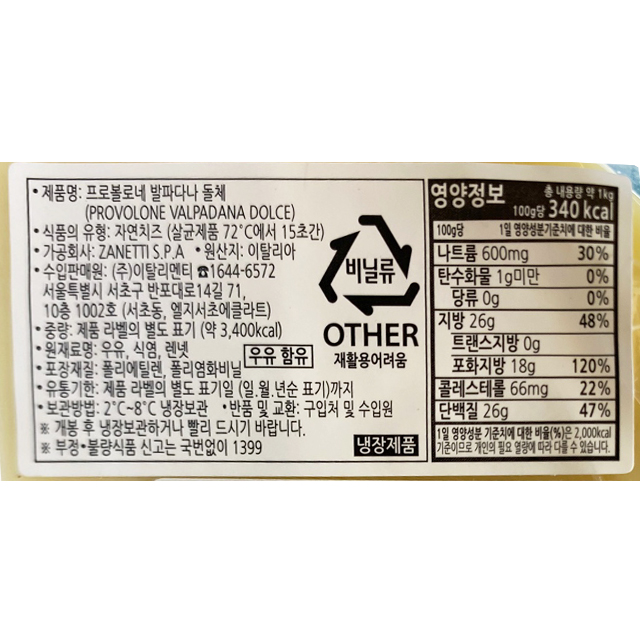 • 제품명: 프로볼로네 발파다나 돌체
(PROVOLONE VALPADANA DOLCE)
• 식품의 유형: 자연치즈 (살균제품 72°C에서 15초간)
• 가공회사: ZANETTI S.P.A • 원산지: 이탈리아
• 수입판매원: (주)이탈리멘티 ☎1644-6572
서울특별시 서초구 반포대로14길 71,
10층 1002호 (서초동, 엘지서초에클라트)
• 중량: 제품 라벨의 별도 표기 (약 3,400kcal)
• 원재료명: 우유, 식염, 렌넷
우유 함유
• 포장재질: 폴리에틸렌, 폴리염화비닐
• 유통기한: 제품 라벨의 별도 표기일 (일.월.년순 표기)까지
• 보관방법: 2°C~8°C 냉장보관 • 반품 및 교환: 구입처 및 수입원
※ 개봉 후 냉장보관하거나 빨리 드시기 바랍니다.
※ 부정•불량식품 신고는 국번없이 1399
비닐류
OTHER
재활용어려움
냉장제품
영양정보
총 내용량 약 1kg
100g당 340 kcal
100g당 1일 영양성분기준치에 대한 비율
나트륨 600mg 30%
탄수화물 1g미만 0%
당류 0g 0%
지방 26g 48%
트랜스지방 0g
포화지방 18g 120%
콜레스테롤 66mg 22%
단백질 26g 47%
1일 영양성분 기준치에 대한 비율(%)은 2,000kcal
기준이므로 개인의 필요 열량에 따라 다를 수 있습니다.